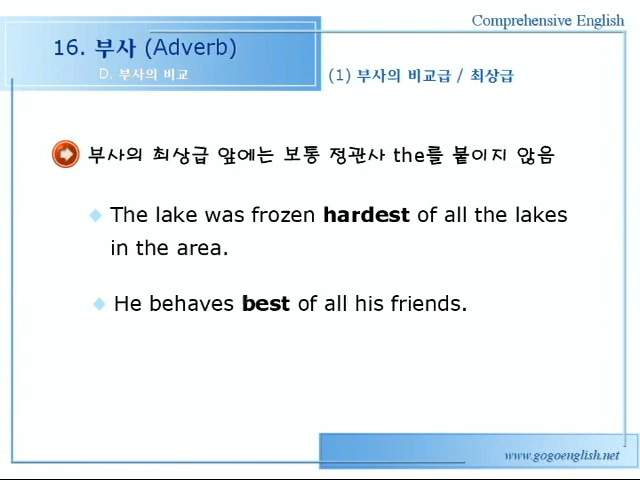 Comprehensive English
16. 부사 (Adverb)
D. 부사의 비교
(1) 부사의 비교급 / 최상급
부사의 최상급 앞에는 보통 정관사 the를 붙이지 않음
The lake was frozen hardest of all the lakes
in the area.
He behaves best of all his friends.
www.gogoenglish.net